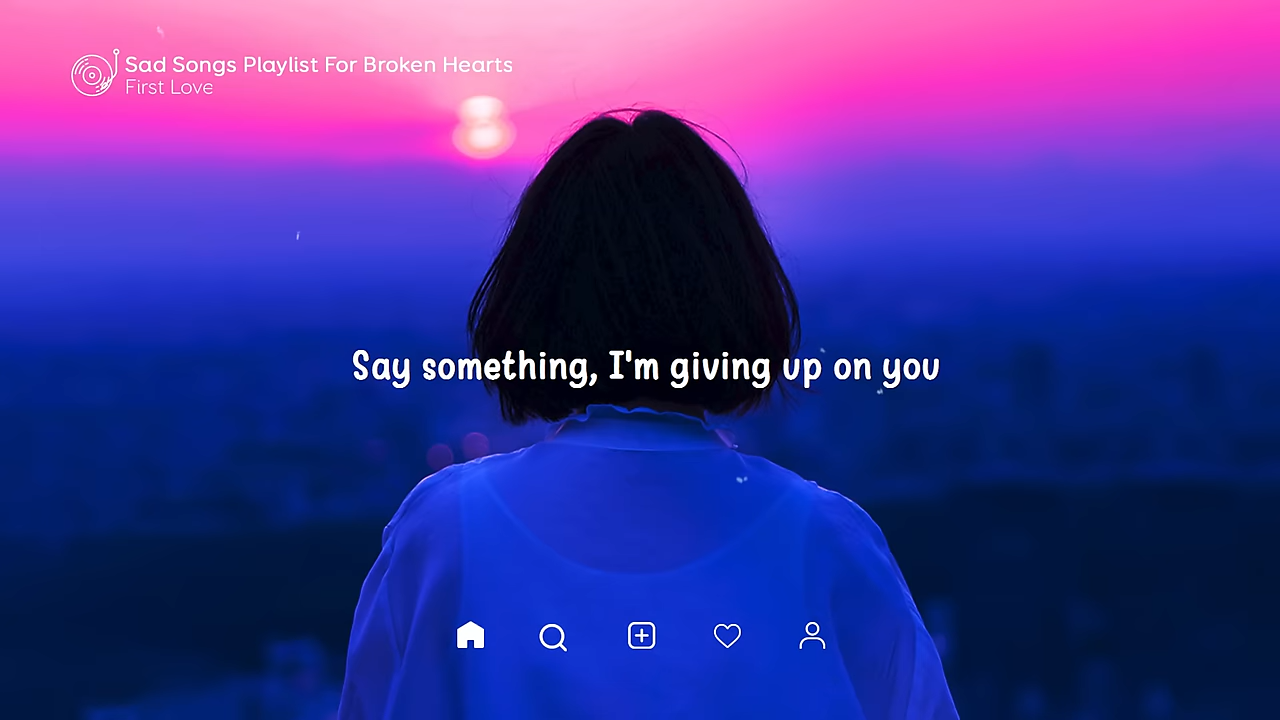 Sad Songs Playlist For Broken Hearts
First Love
Say something, I'm giving up on you